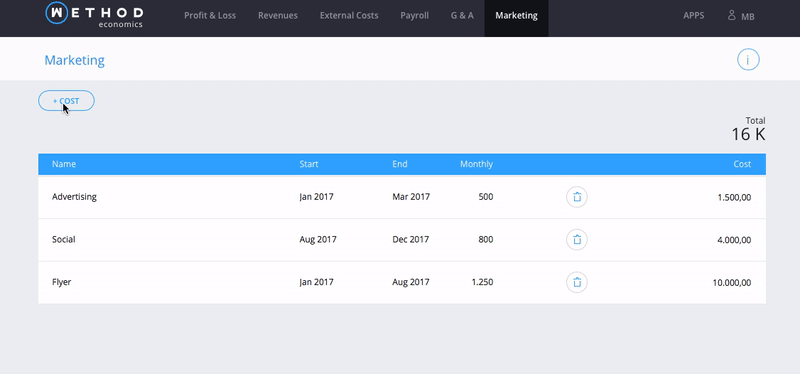 WETHOD
economics
Profit & Loss Revenues External Costs Payroll G & A Marketing APPS MB
Marketing
i
+ COST
Total
16 K
Name Start End Monthly Cost
Advertising Jan 2017 Mar 2017 500 1.500,00
Social Aug 2017 Dec 2017 800 4.000,00
Flyer Jan 2017 Aug 2017 1.250 10.000,00